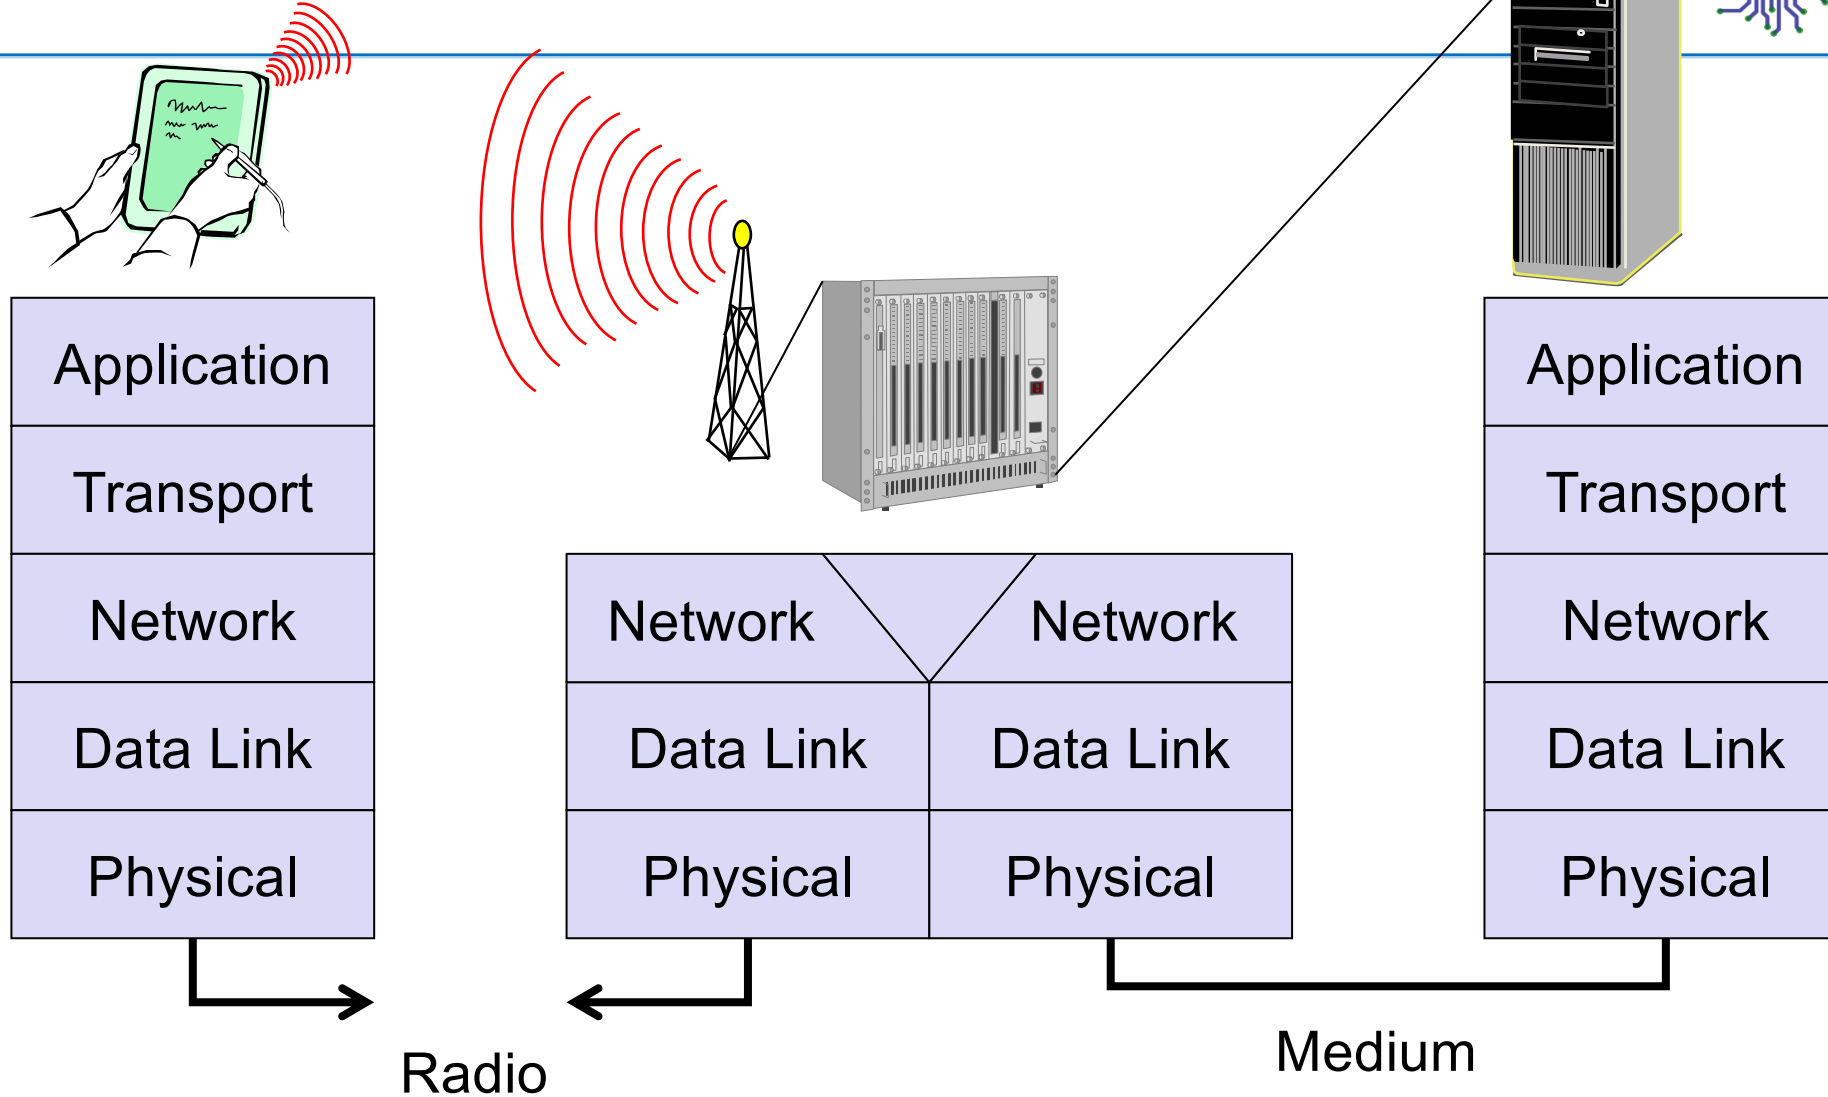 Application
Transport
Network
Data Link
Physical
Network
Network
Data Link
Data Link
Physical
Physical
Application
Transport
Network
Data Link
Physical
Radio
Medium